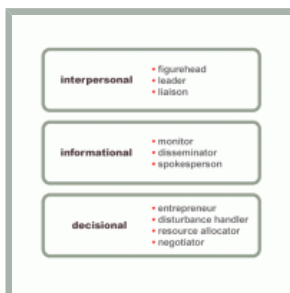 interpersonal
• figurehead
• leader
• liaison
informational
• monitor
• disseminator
• spokesperson
decisional
• entrepreneur
• disturbance handler
• resource allocator
• negotiator